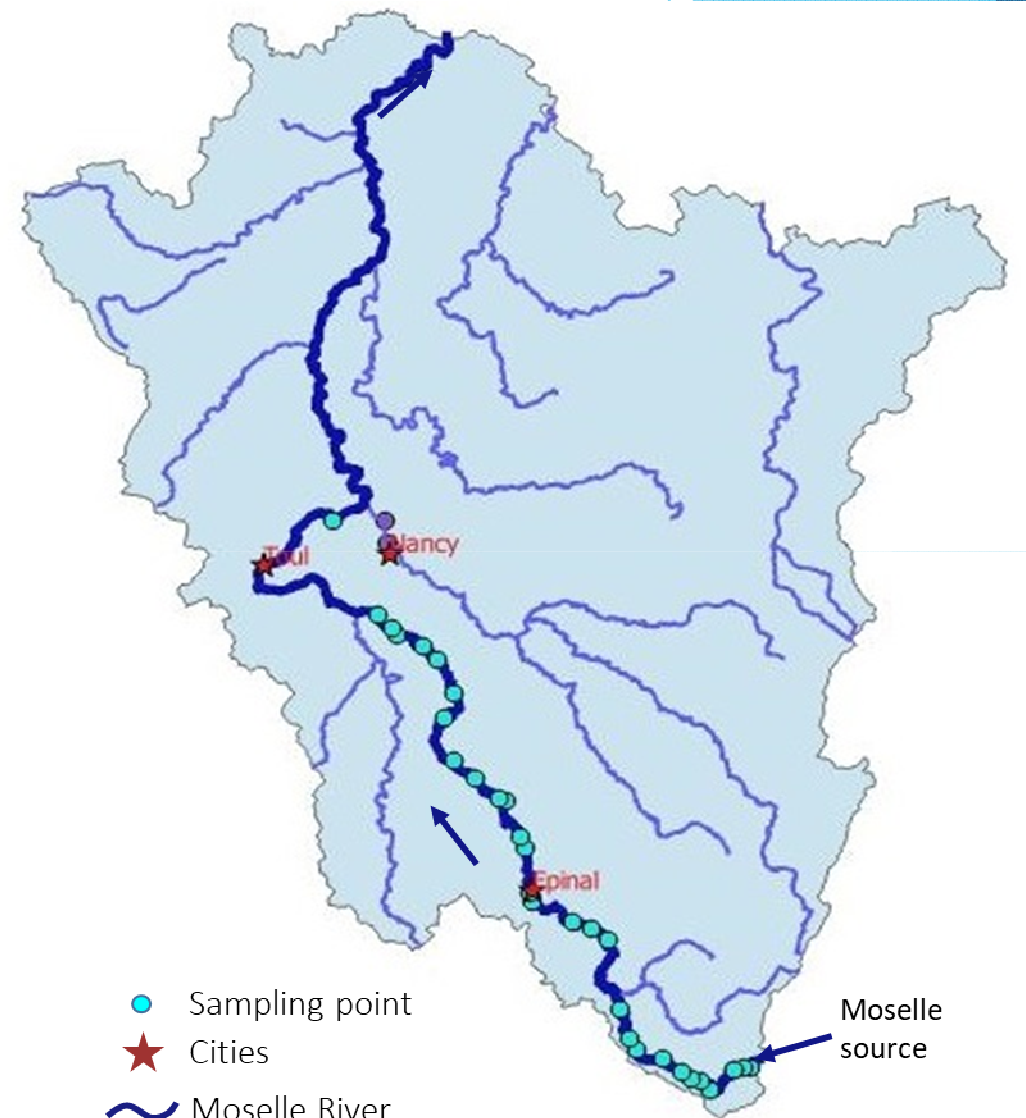 Toul
Nancy
Epinal
Sampling point
Cities
Moselle River
Moselle
source